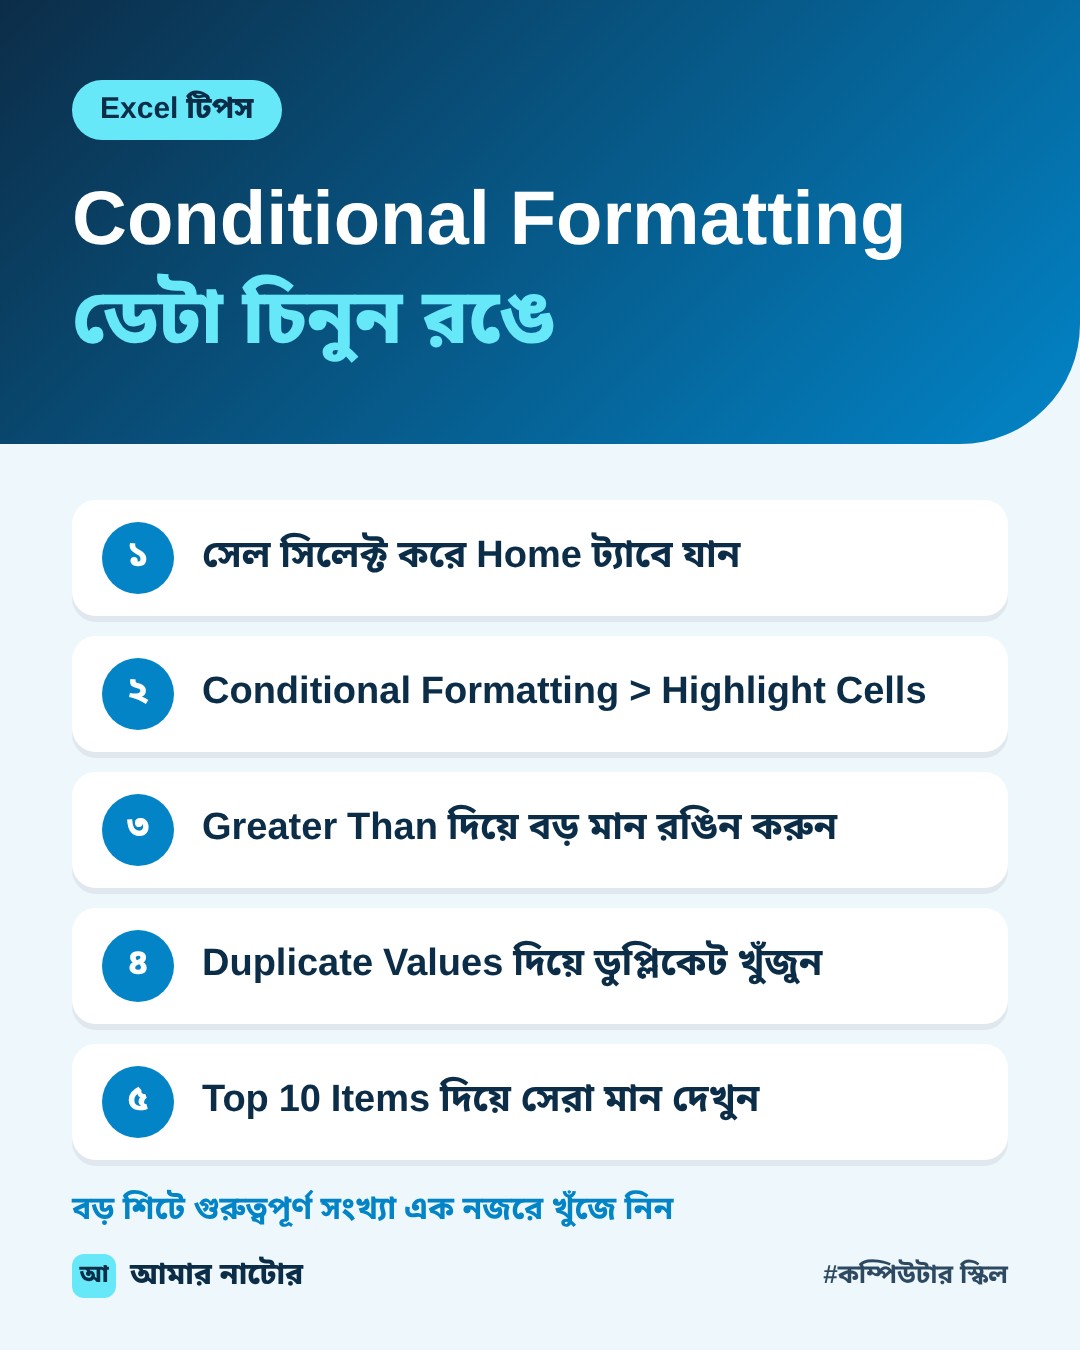 Excel টিপস
Conditional Formatting
ডেটা চিনুন রঙে
১ সেল সিলেক্ট করে Home ট্যাবে যান
২ Conditional Formatting > Highlight Cells
৩ Greater Than দিয়ে বড় মান রঙিন করুন
৪ Duplicate Values দিয়ে ডুপ্লিকেট খুঁজুন
৫ Top 10 Items দিয়ে সেরা মান দেখুন
বড় শিটে গুরুত্বপূর্ণ সংখ্যা এক নজরে খুঁজে নিন
আ আমার নাটোর
#কম্পিউটার স্কিল